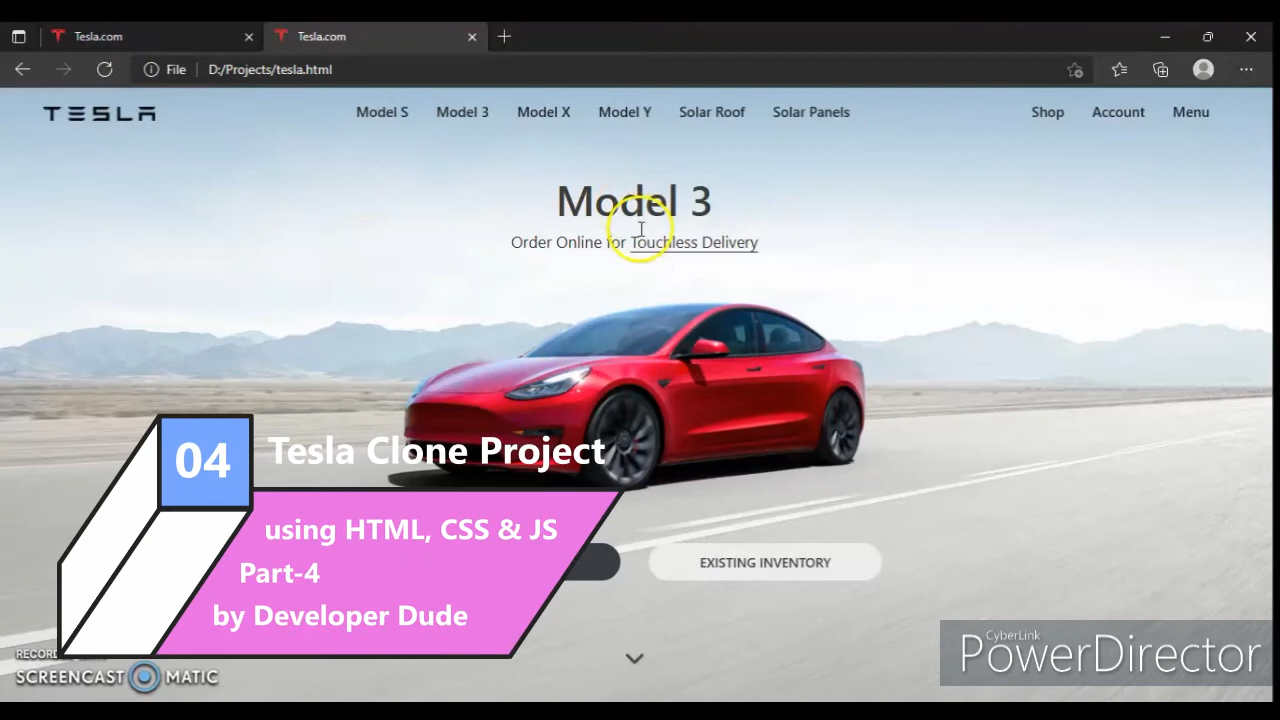 Tesla.com
Tesla.com
File D:/Projects/tesla.html
TESLA
Model S Model 3 Model X Model Y Solar Roof Solar Panels
Shop Account Menu
Model 3
Order Online for Touchless Delivery
04
Tesla Clone Project
using HTML, CSS & JS
Part-4
by Developer Dude
EXISTING INVENTORY
SCREENCAST MATIC
CyberLink
PowerDirector